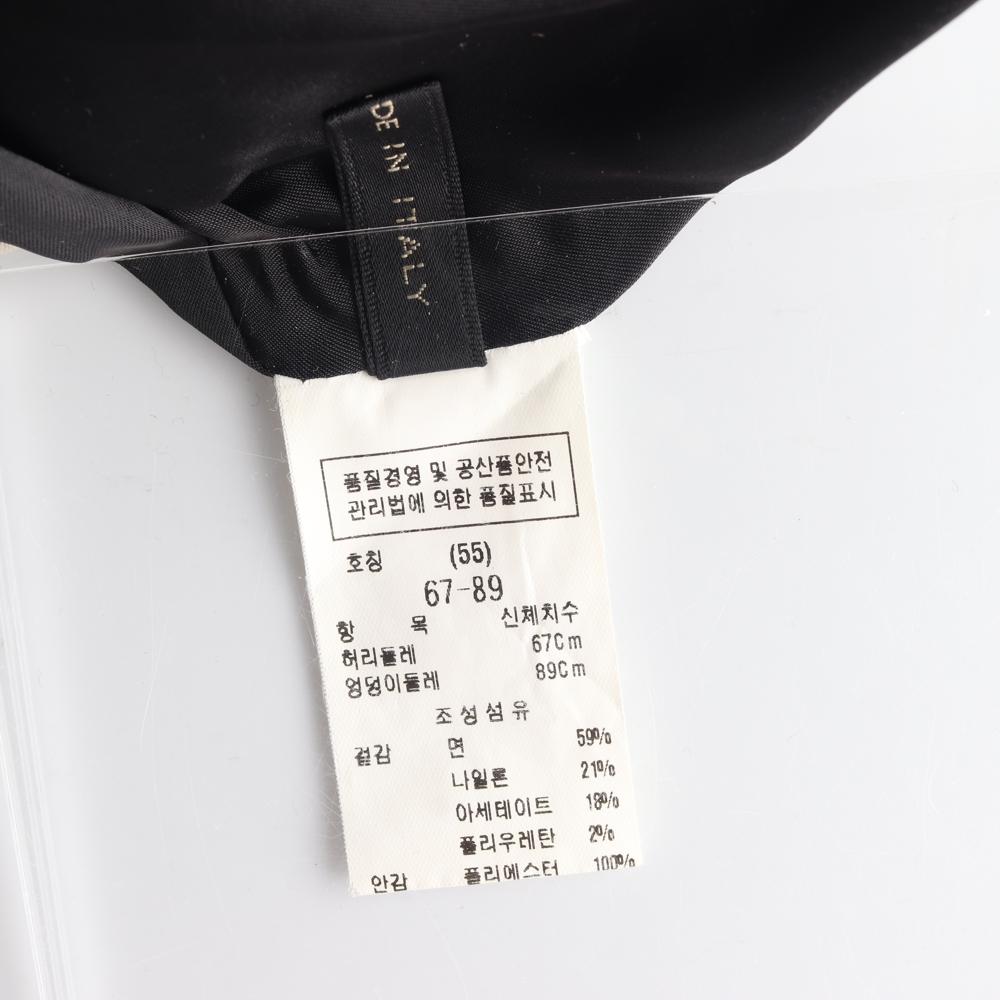 DE IN ITALY
품질경영 및 공산품안전
관리법에 의한 품질표시
호칭 (55)
67-89
항 목 신체치수
허리둘레 67Cm
엉덩이둘레 89Cm
조성섬유
겉감 면 59%
나일론 21%
아세테이트 18%
폴리우레탄 2%
안감 폴리에스터 100%